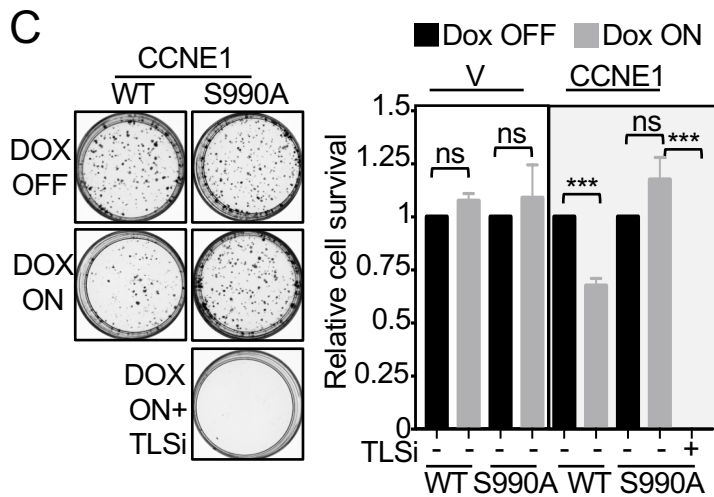 C
CCNE1
WT S990A
DOX
OFF
DOX
ON
DOX
ON+
TLSi
Dox OFF Dox ON
V CCNE1
Relative cell survival
1.5
1.25
1
0.75
0.5
0.25
0
ns ns *** ns ***
TLSi - - - - - - - - +
WT S990A WT S990A